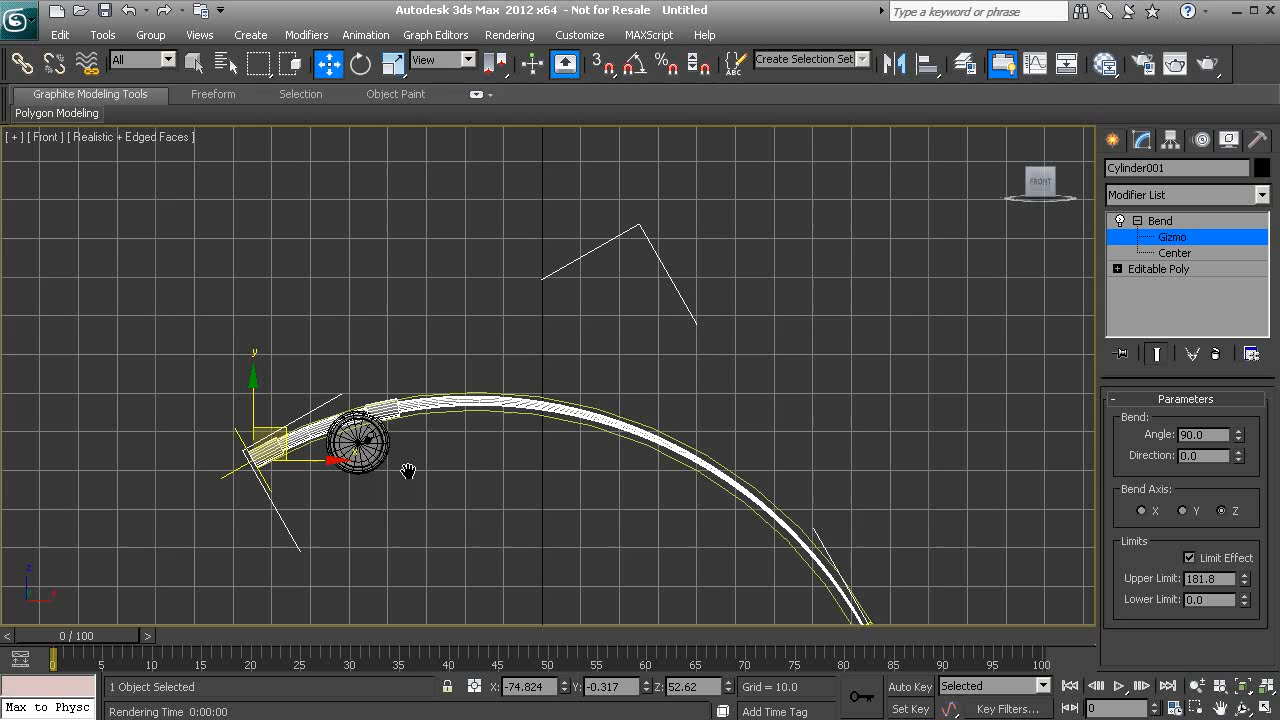 Autodesk 3ds Max 2012 x64 - Not for Resale Untitled
Type a keyword or phrase
Edit Tools Group Views Create Modifiers Animation Graph Editors Rendering Customize MAXScript Help
All View 3 Create Selection Set
Graphite Modeling Tools Freeform Selection Object Paint
Polygon Modeling
[ + ] [ Front ] [ Realistic + Edged Faces ]
FRONT
Cylinder001
Modifier List
Bend
Gizmo
Center
Editable Poly
y
x
z
x
y
- Parameters
Bend:
Angle: 90.0
Direction: 0.0
Bend Axis:
X Y Z
Limits
Limit Effect
Upper Limit: 181.8
Lower Limit: 0.0
< 0 / 100 >
0 5 10 15 20 25 30 35 40 45 50 55 60 65 70 75 80 85 90 95 100
1 Object Selected X: -74.824 Y: -0.317 Z: 52.62 Grid = 10.0 Auto Key Selected
Max to Physc Rendering Time 0:00:00 Add Time Tag Set Key Key Filters... 0